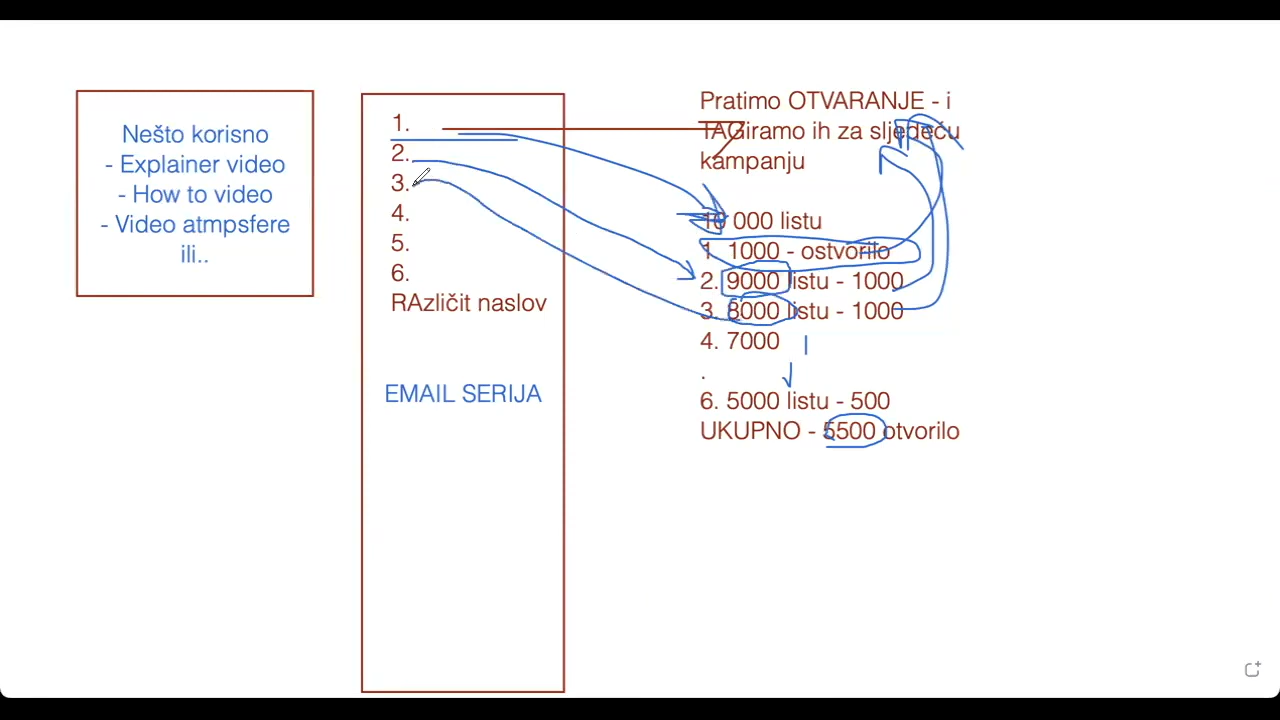 Nešto korisno
- Explainer video
- How to video
- Video atmpsfere
ili..
1.
2.
3.
4.
5.
6.
RAzličit naslov
EMAIL SERIJA
Pratimo OTVARANJE - i
TAGiramo ih za sljedeću
kampanju
10 000 listu
1. 1000 - ostvorilo
2. 9000 listu - 1000
3. 8000 listu - 1000
4. 7000
.
6. 5000 listu - 500
UKUPNO - 5500 otvorilo